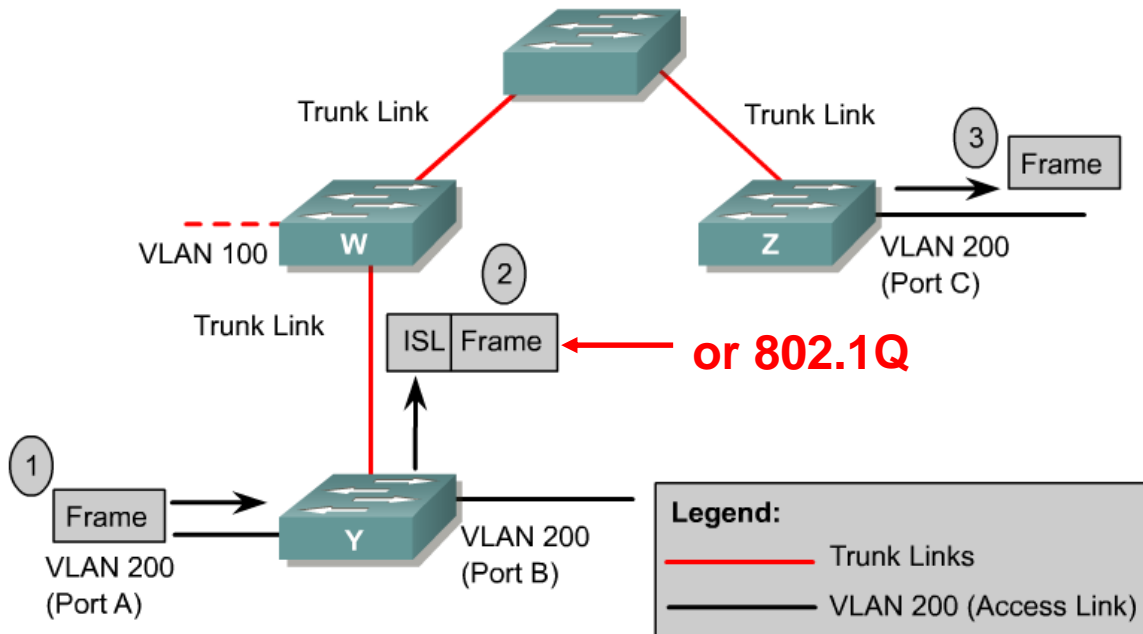 Trunk Link
Trunk Link
3
Frame
W
Z
VLAN 100
VLAN 200
(Port C)
2
Trunk Link
ISL
Frame
or 802.1Q
1
Frame
Y
VLAN 200
(Port A)
VLAN 200
(Port B)
Legend:
Trunk Links
VLAN 200 (Access Link)